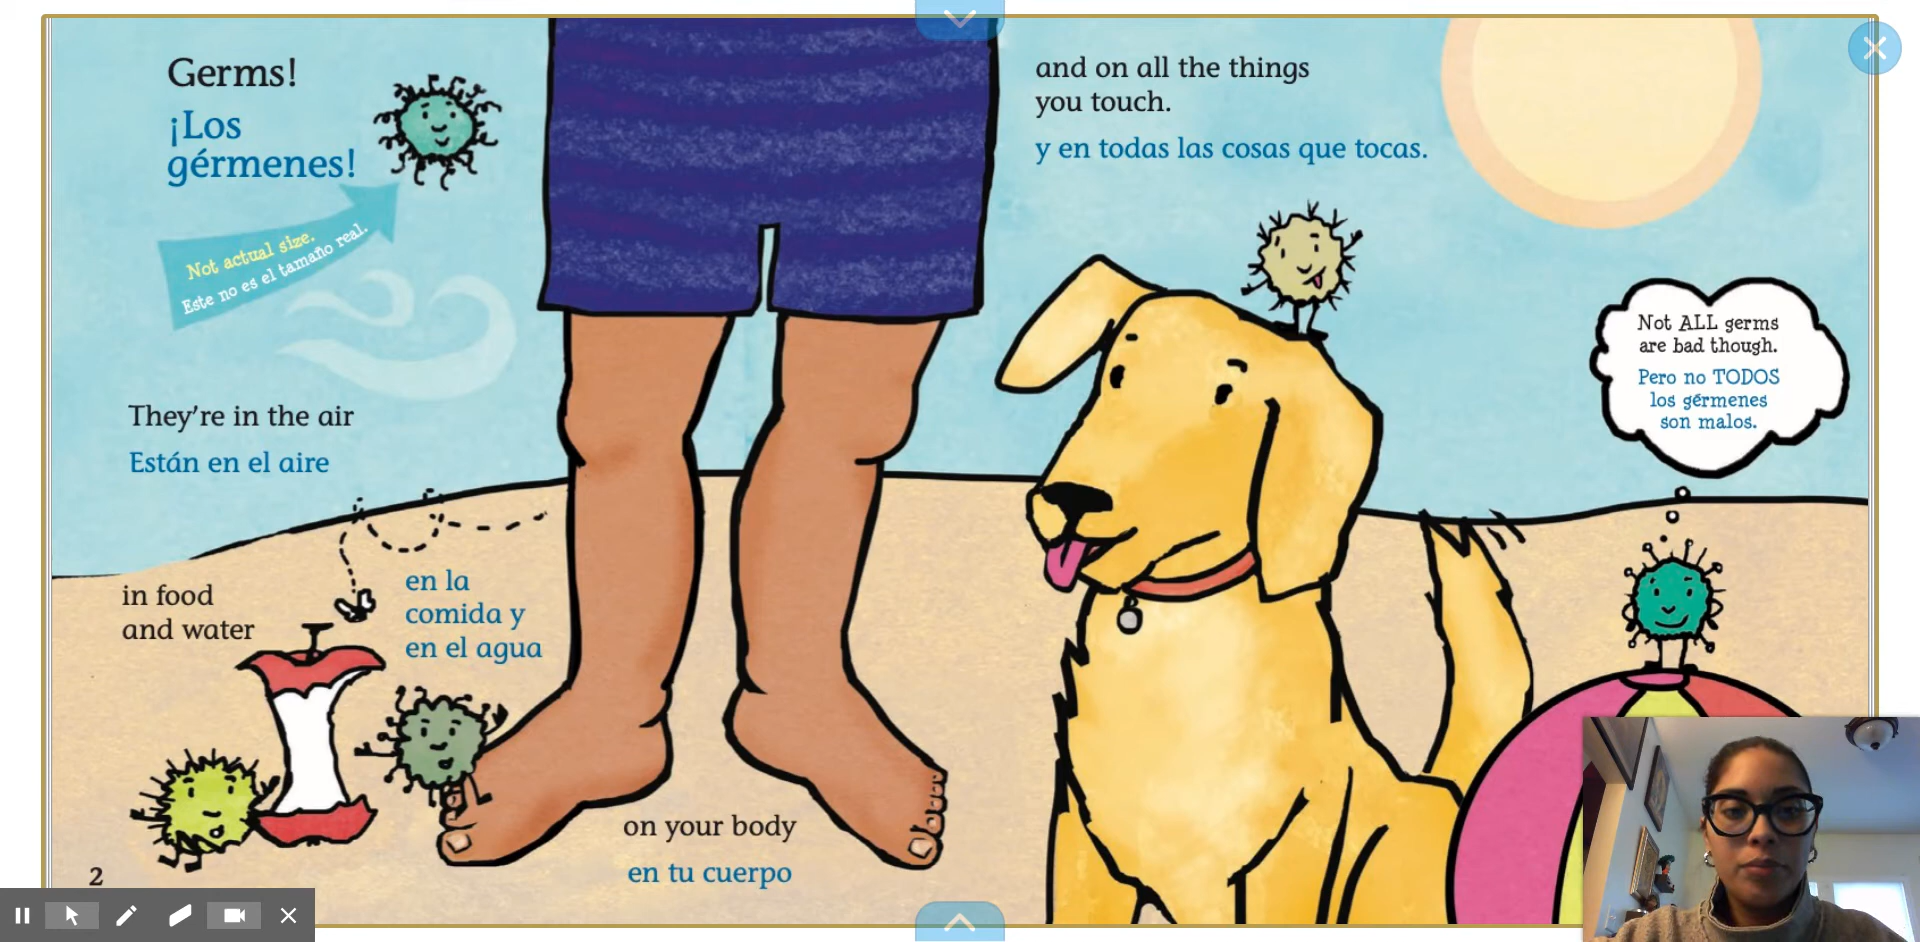 Germs!
¡Los
gérmenes!
Not actual size.
Este no es el tamaño real.
They're in the air
Están en el aire
in food
and water
en la
comida y
en el agua
on your body
en tu cuerpo
2
and on all the things
you touch.
y en todas las cosas que tocas.
Not ALL germs
are bad though.
Pero no TODOS
los gérmenes
son malos.